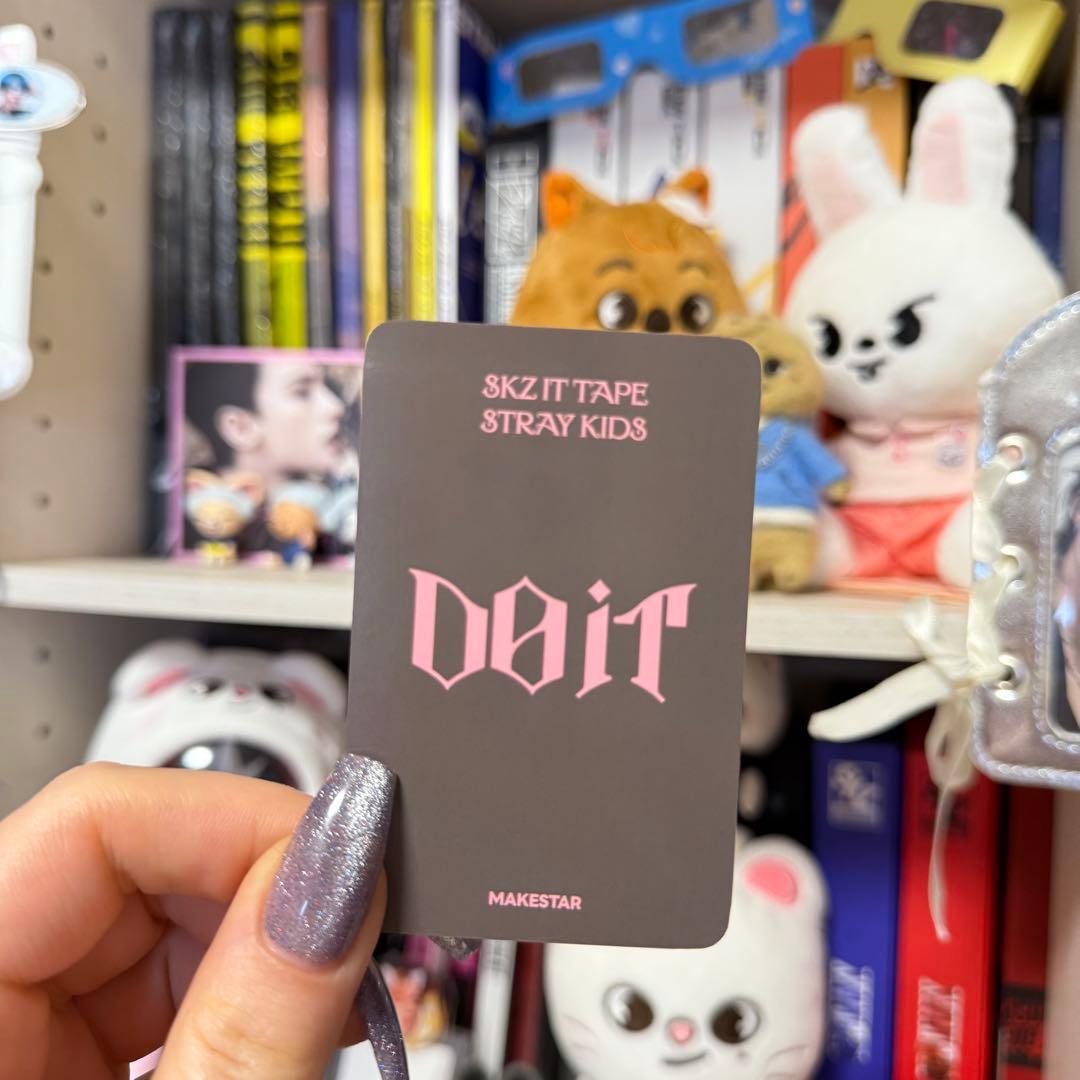 SKZ IT TAPE
STRAY KIDS
DO iT
MAKESTAR